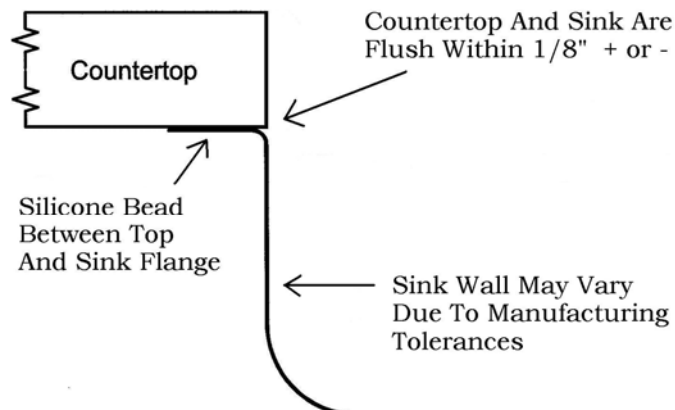 Countertop And Sink Are
Flush Within 1/8" + or -
Countertop
Silicone Bead
Between Top
And Sink Flange
Sink Wall May Vary
Due To Manufacturing
Tolerances